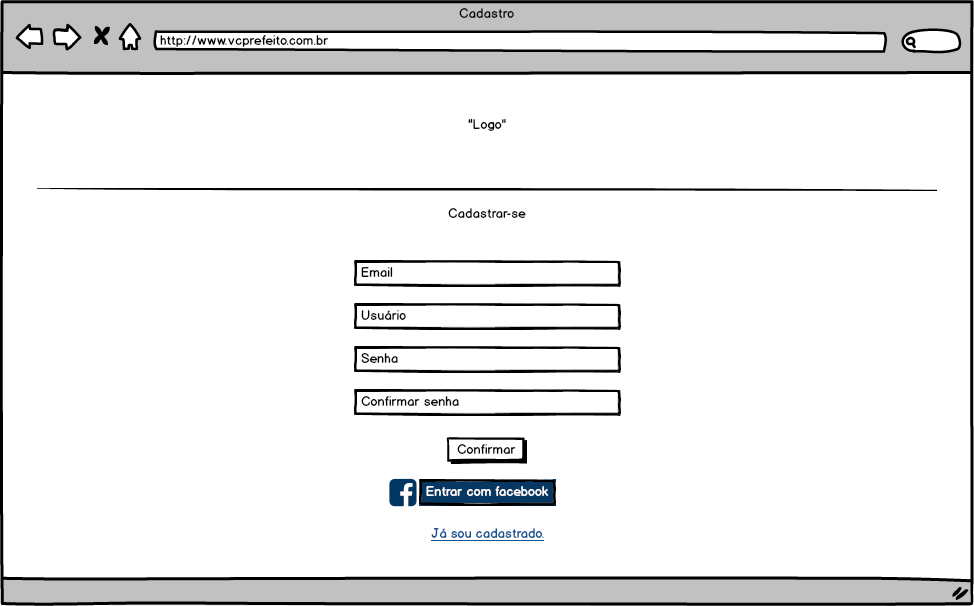 Cadastro
http://www.vcprefeito.com.br
"Logo"
Cadastrar-se
Email
Usuário
Senha
Confirmar senha
Confirmar
Entrar com facebook
Já sou cadastrado.